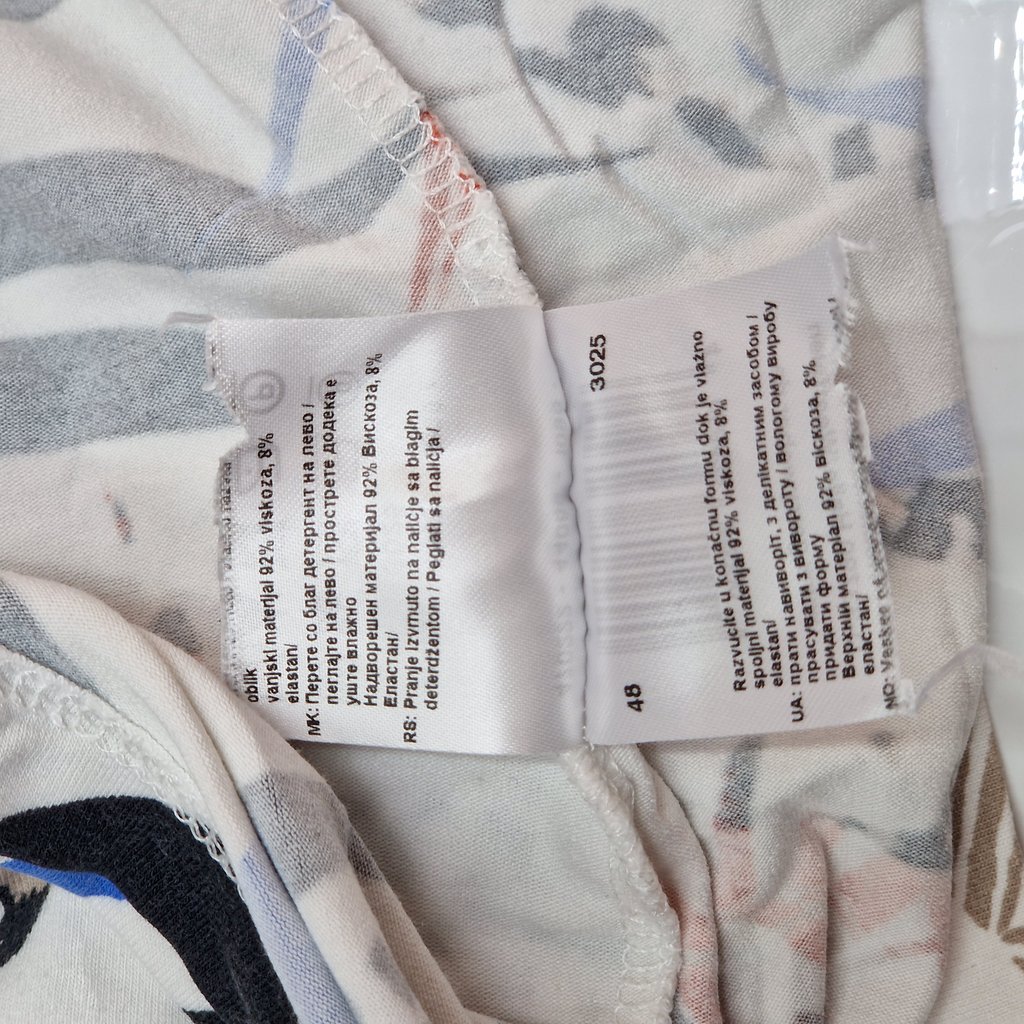 oblik
vanjski materijal 92% viskoza, 8%
elastan/
MK: Перете со благ детергент на лево /
пеглајте на лево / прострете додека е
уште влажно
Надворешен материјал 92% Вискоза, 8%
Еластан/
RS: Pranje izvrnuto na naličje sa blagim
deterdžentom / Peglati sa naličja /
3025
48
Razvucite u konačnu formu dok je vlažno
spoljni materijal 92% viskoza, 8%
elastan/
UA: прати навиворіт, з делікатним засобом /
прасувати з вивороту / вологому виробу
придати форму
Верхній матеріал 92% віскоза, 8%
еластан/
NO: